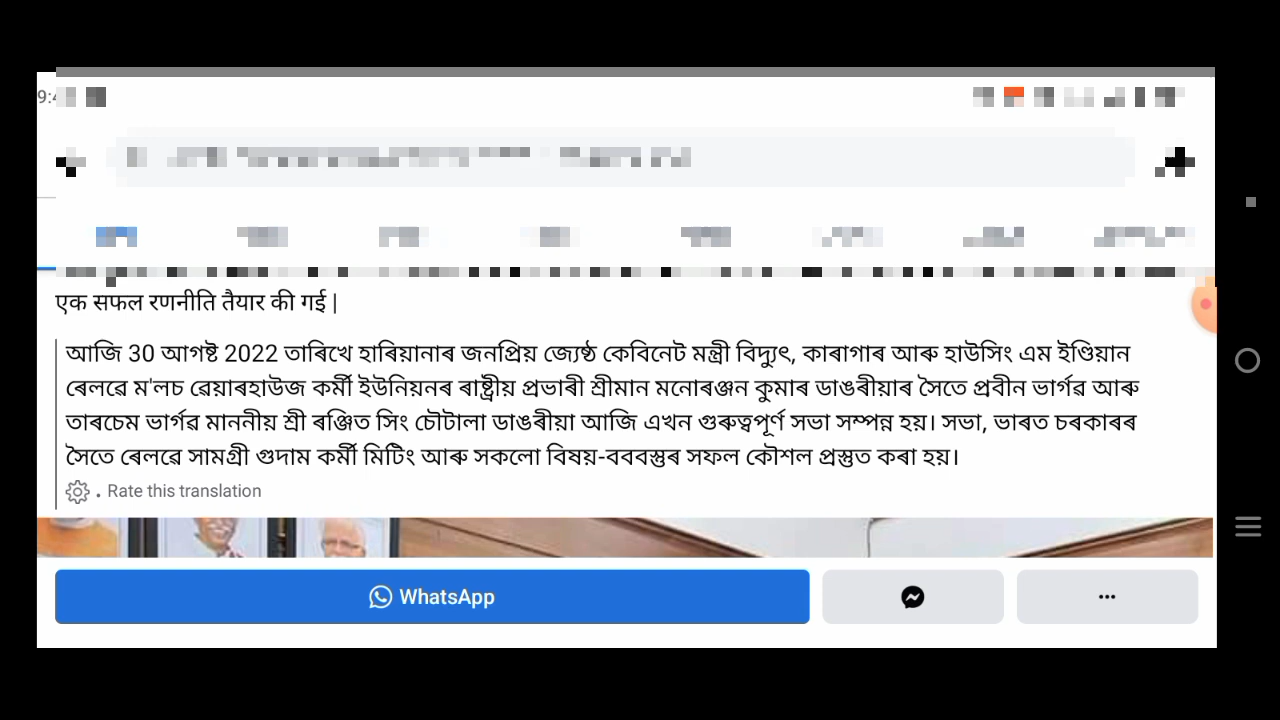 एक सफल रणनीति तैयार की गई |
আজি 30 আগষ্ট 2022 তাৰিখে হাৰিয়ানাৰ জনপ্ৰিয় জ্যেষ্ঠ কেবিনেট মন্ত্ৰী বিদ্যুৎ, কাৰাগাৰ আৰু হাউসিং এম ইণ্ডিয়ান
ৰেলৱে ম'লচ ৱেয়াৰহাউজ কৰ্মী ইউনিয়নৰ ৰাষ্ট্ৰীয় প্ৰভাৰী শ্ৰীমান মনোৰঞ্জন কুমাৰ ডাঙৰীয়াৰ সৈতে প্ৰবীন ভাৰ্গৱ আৰু
তাৰচেম ভাৰ্গৱ মাননীয় শ্ৰী ৰঞ্জিত সিং চৌটালা ডাঙৰীয়া আজি এখন গুৰুত্বপূৰ্ণ সভা সম্পন্ন হয়। সভা, ভাৰত চৰকাৰৰ
সৈতে ৰেলৱে সামগ্ৰী গুদাম কৰ্মী মিটিং আৰু সকলো বিষয়-বববস্তুৰ সফল কৌশল প্ৰস্তুত কৰা হয়।
. Rate this translation
WhatsApp